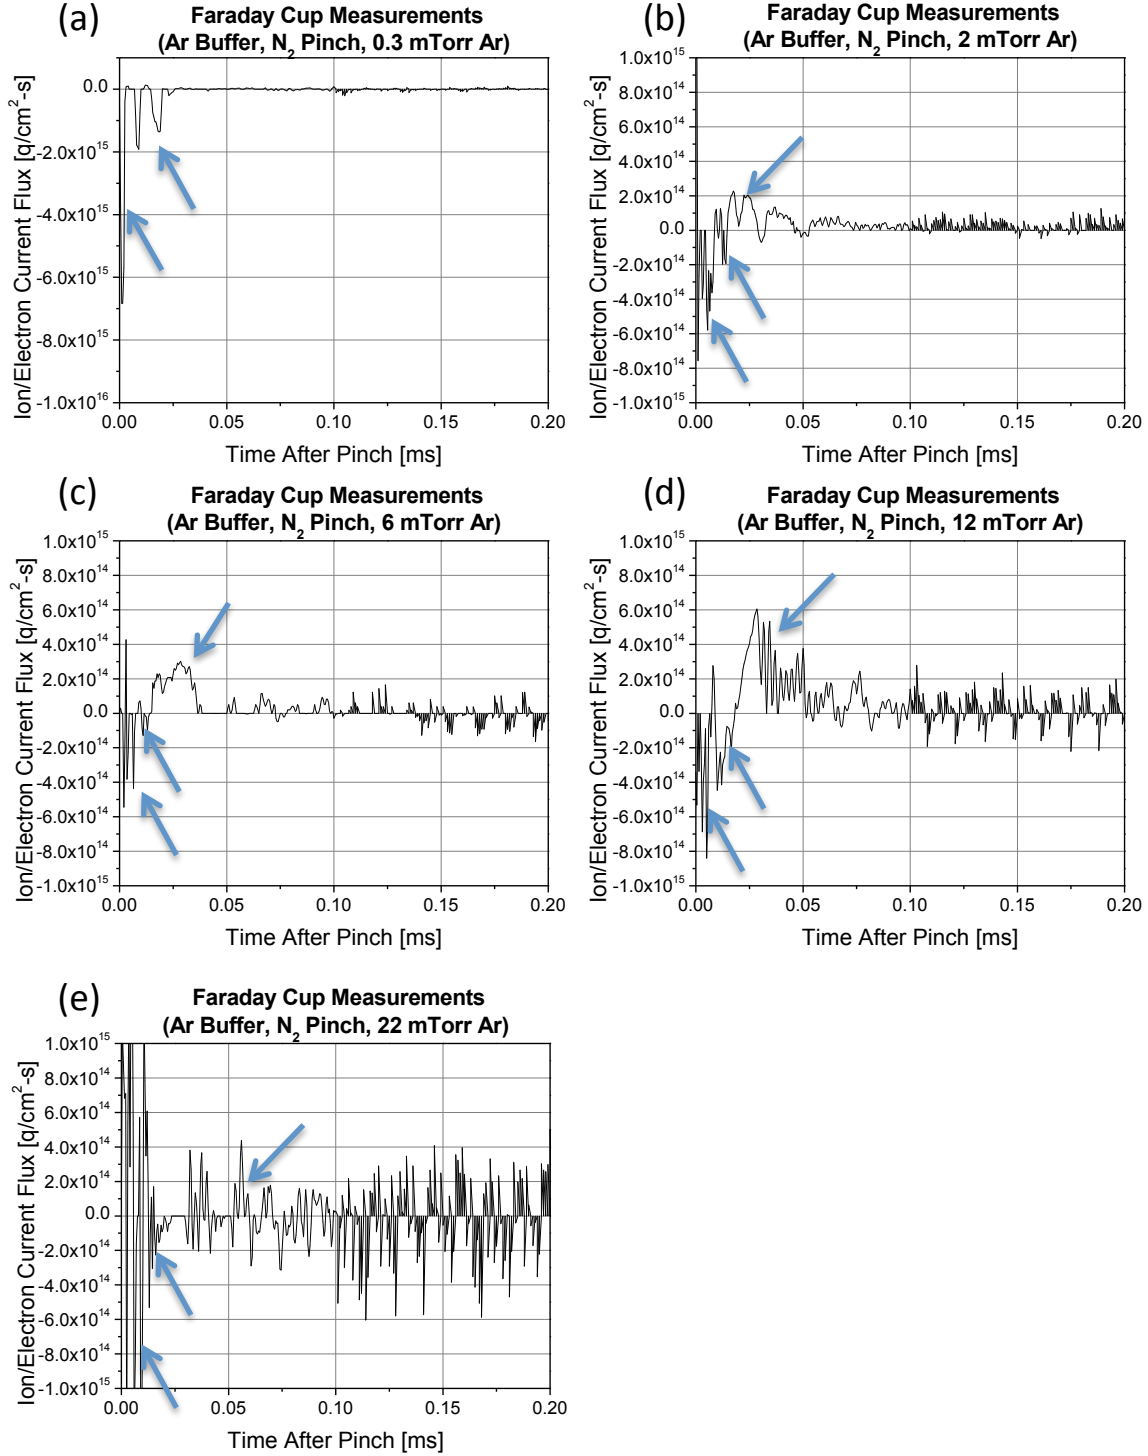 (a)
Faraday Cup Measurements
(Ar Buffer, N2 Pinch, 0.3 mTorr Ar)
Ion/Electron Current Flux [q/cm2-s]
0.0
-2.0x10^15
-4.0x10^15
-6.0x10^15
-8.0x10^15
-1.0x10^16
0.00 0.05 0.10 0.15 0.20
Time After Pinch [ms]
(b)
Faraday Cup Measurements
(Ar Buffer, N2 Pinch, 2 mTorr Ar)
Ion/Electron Current Flux [q/cm2-s]
1.0x10^15
8.0x10^14
6.0x10^14
4.0x10^14
2.0x10^14
0.0
-2.0x10^14
-4.0x10^14
-6.0x10^14
-8.0x10^14
-1.0x10^15
0.00 0.05 0.10 0.15 0.20
Time After Pinch [ms]
(c)
Faraday Cup Measurements
(Ar Buffer, N2 Pinch, 6 mTorr Ar)
Ion/Electron Current Flux [q/cm2-s]
1.0x10^15
8.0x10^14
6.0x10^14
4.0x10^14
2.0x10^14
0.0
-2.0x10^14
-4.0x10^14
-6.0x10^14
-8.0x10^14
-1.0x10^15
0.00 0.05 0.10 0.15 0.20
Time After Pinch [ms]
(d)
Faraday Cup Measurements
(Ar Buffer, N2 Pinch, 12 mTorr Ar)
Ion/Electron Current Flux [q/cm2-s]
1.0x10^15
8.0x10^14
6.0x10^14
4.0x10^14
2.0x10^14
0.0
-2.0x10^14
-4.0x10^14
-6.0x10^14
-8.0x10^14
-1.0x10^15
0.00 0.05 0.10 0.15 0.20
Time After Pinch [ms]
(e)
Faraday Cup Measurements
(Ar Buffer, N2 Pinch, 22 mTorr Ar)
Ion/Electron Current Flux [q/cm2-s]
1.0x10^15
8.0x10^14
6.0x10^14
4.0x10^14
2.0x10^14
0.0
-2.0x10^14
-4.0x10^14
-6.0x10^14
-8.0x10^14
-1.0x10^15
0.00 0.05 0.10 0.15 0.20
Time After Pinch [ms]